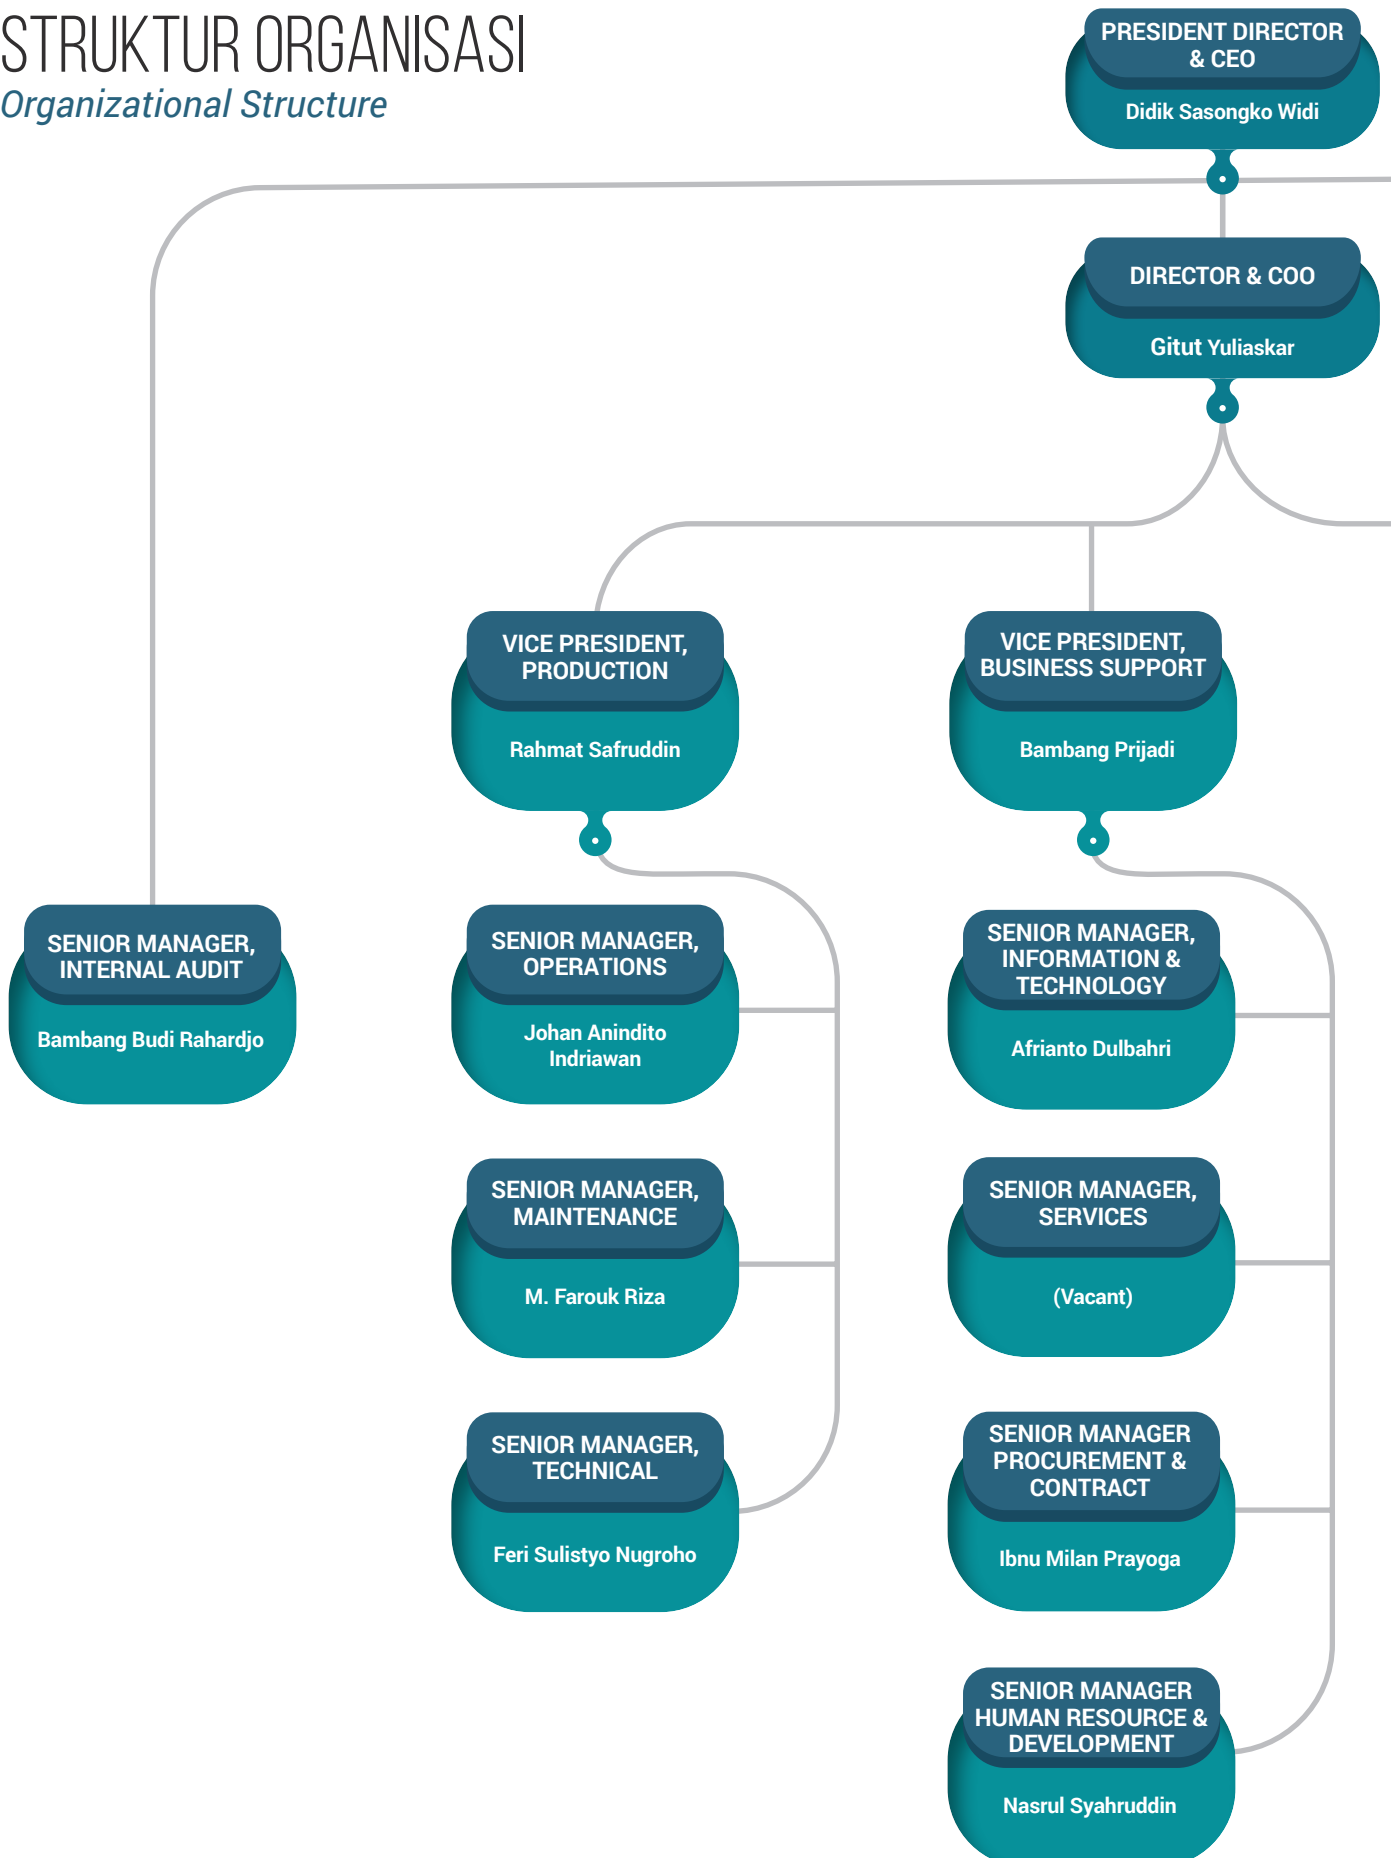 STRUKTUR ORGANISASI
Organizational Structure
PRESIDENT DIRECTOR
& CEO
Didik Sasongko Widi
DIRECTOR & COO
Gitut Yuliaskar
VICE PRESIDENT,
PRODUCTION
Rahmat Safruddin
VICE PRESIDENT,
BUSINESS SUPPORT
Bambang Prijadi
SENIOR MANAGER,
INTERNAL AUDIT
Bambang Budi Rahardjo
SENIOR MANAGER,
OPERATIONS
Johan Anindito
Indriawan
SENIOR MANAGER,
INFORMATION &
TECHNOLOGY
Afrianto Dulbahri
SENIOR MANAGER,
MAINTENANCE
M. Farouk Riza
SENIOR MANAGER,
SERVICES
(Vacant)
SENIOR MANAGER,
TECHNICAL
Feri Sulistyo Nugroho
SENIOR MANAGER
PROCUREMENT &
CONTRACT
Ibnu Milan Prayoga
SENIOR MANAGER
HUMAN RESOURCE &
DEVELOPMENT
Nasrul Syahruddin